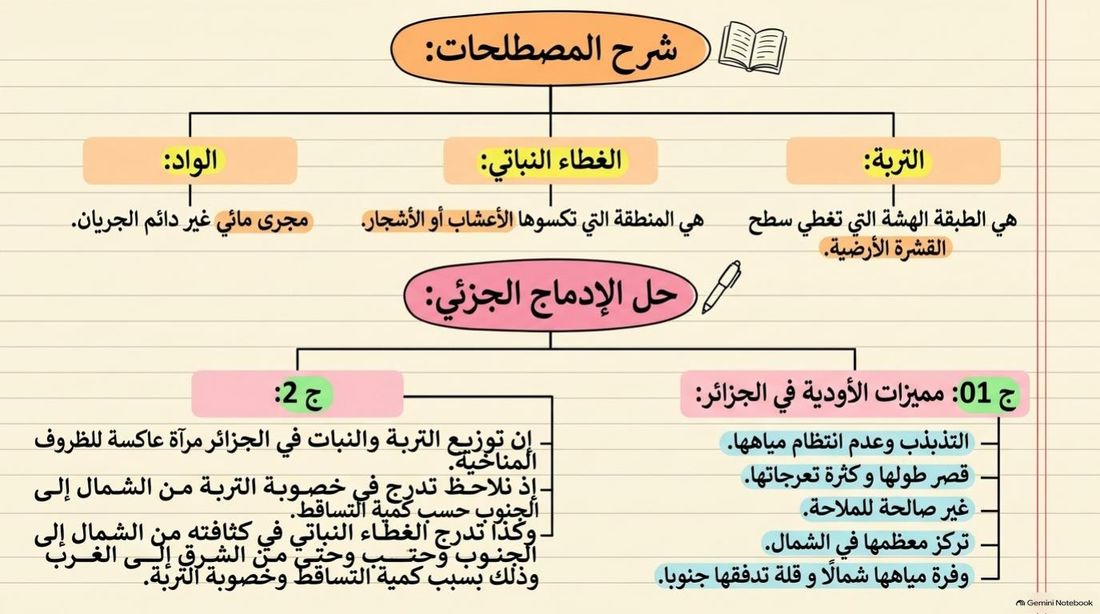 شرح المصطلحات:
التربة:
هي الطبقة الهشة التي تغطي سطح
القشرة الأرضية.
الغطاء النباتي:
هي المنطقة التي تكسوها الأعشاب أو الأشجار.
الواد:
مجرى مائي غير دائم الجريان.
حل الإدماج الجزئي:
ج 01: مميزات الأودية في الجزائر:
التذبذب وعدم انتظام مياهها.
قصر طولها و كثرة تعرجاتها.
غير صالحة للملاحة.
تركز معظمها في الشمال.
وفرة مياهها شمالًا و قلة تدفقها جنوبا.
ج 2:
إن توزيع التربة والنبات في الجزائر مرآة عاكسة للظروف
المناخية.
إذ نلاحظ تدرج في خصوبة التربة من الشمال إلى
الجنوب حسب كمية التساقط.
وكذا تدرج الغطاء النباتي في كثافته من الشمال إلى
الجنوب وحتب وحتى من الشرق إلى الغرب
وذلك بسبب كمية التساقط وخصوبة التربة.
Gemini Notebook